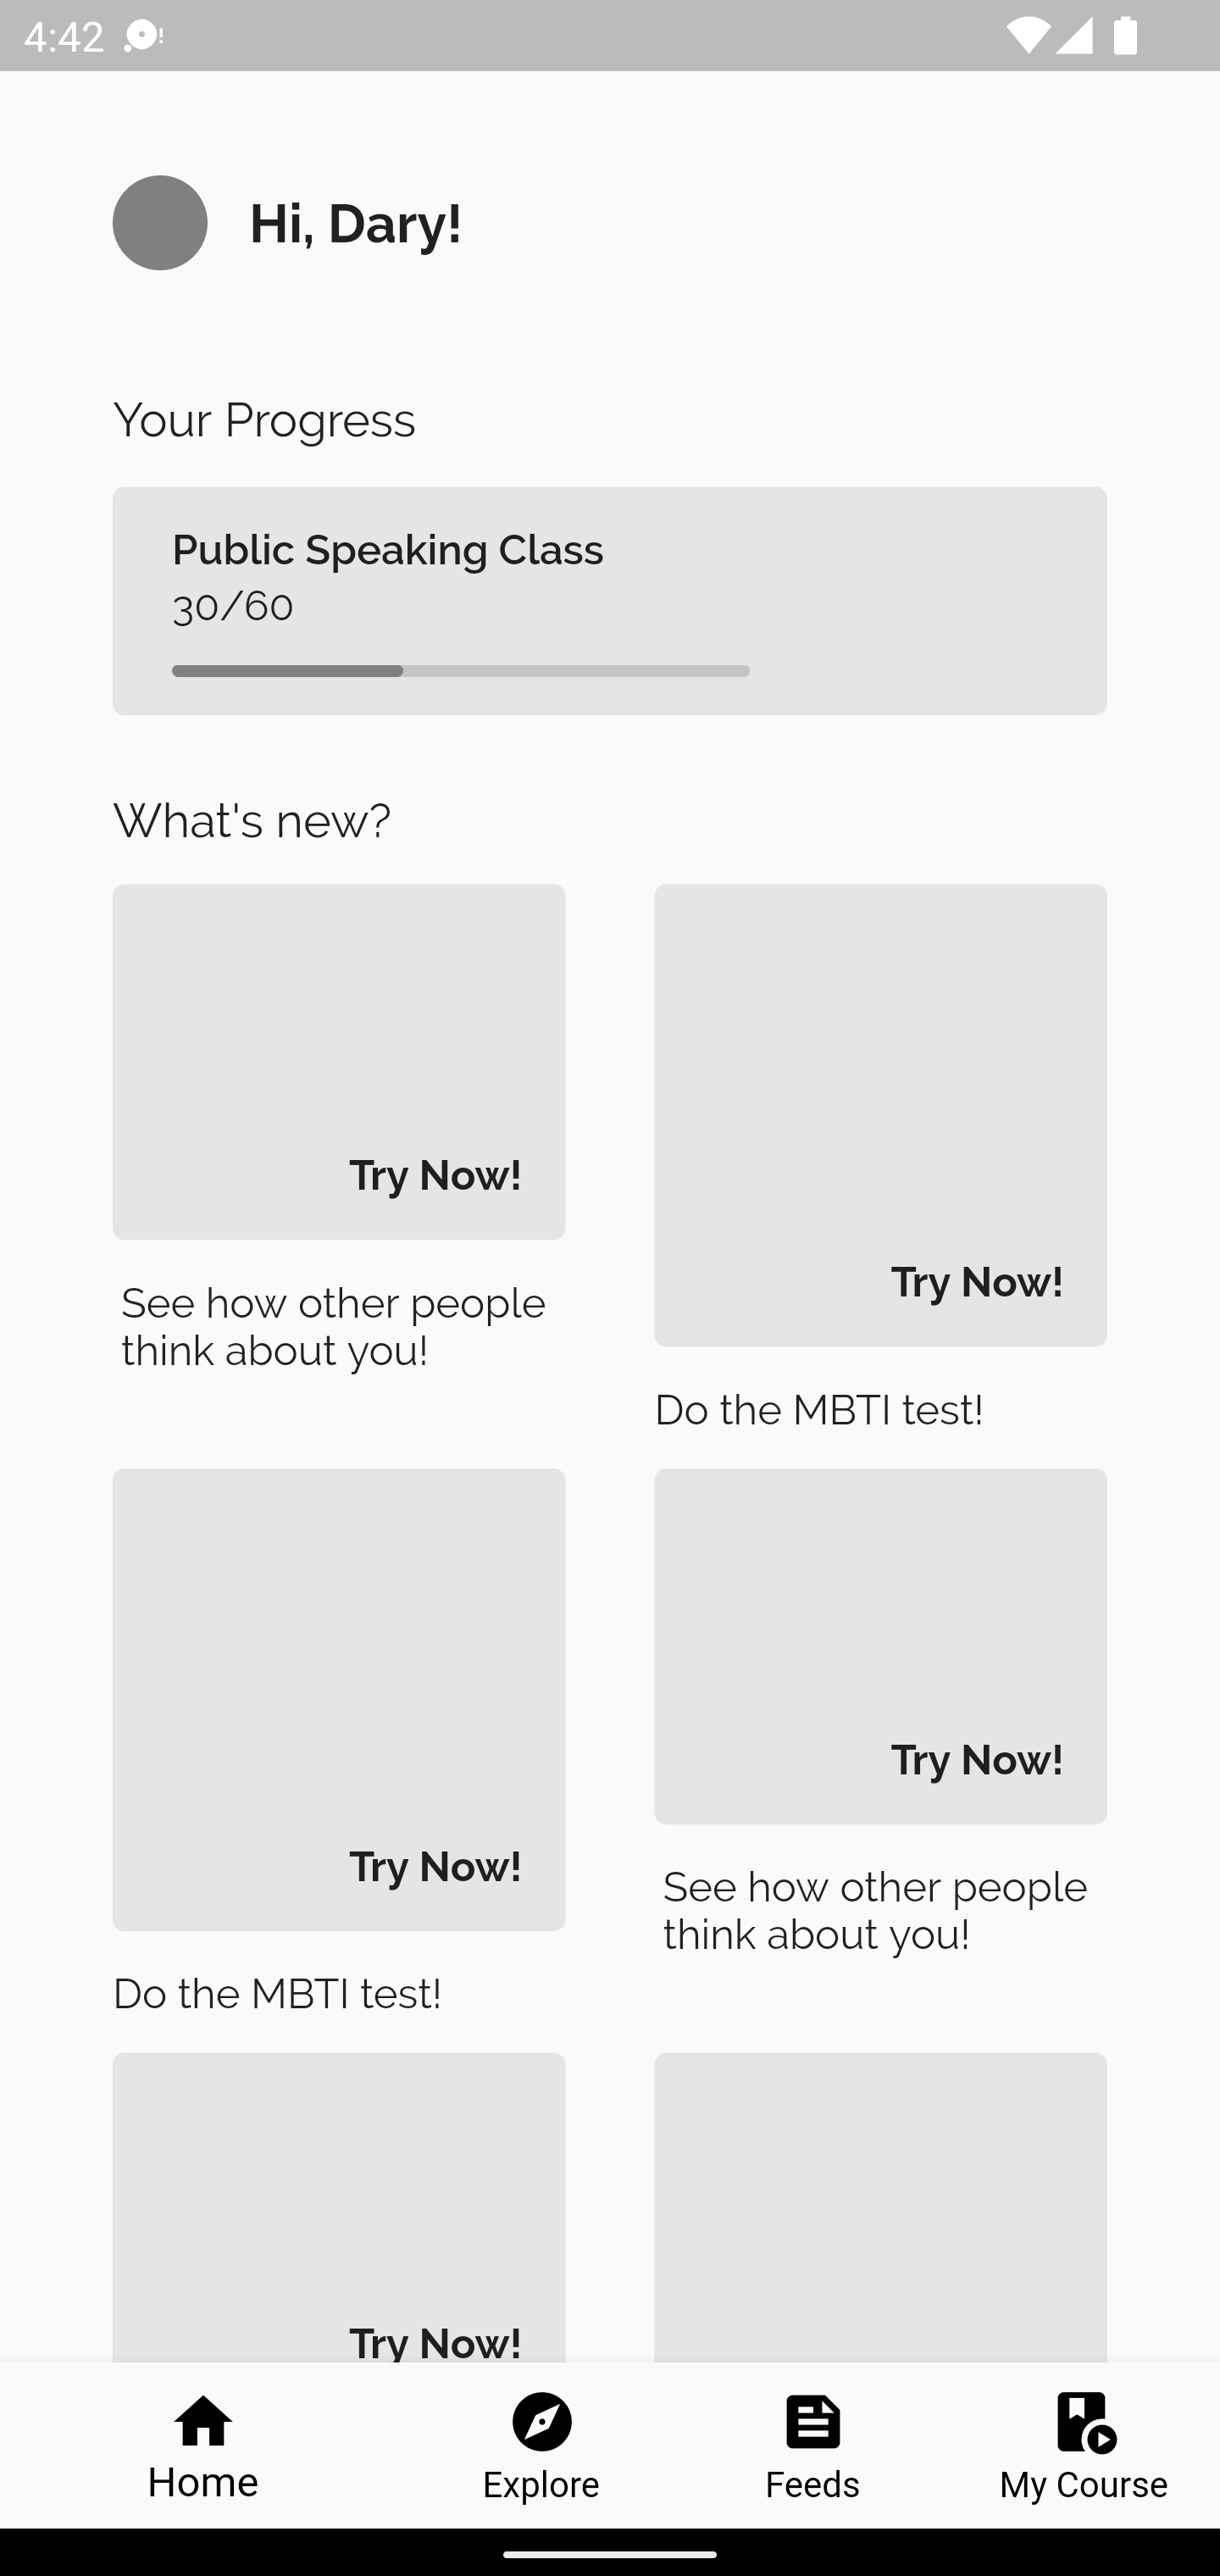 4:42
Hi, Dary!
Your Progress
Public Speaking Class
30/60
What's new?
Try Now!
See how other people
think about you!
Try Now!
Do the MBTI test!
Try Now!
Do the MBTI test!
Try Now!
See how other people
think about you!
Try Now!
Home
Explore
Feeds
My Course